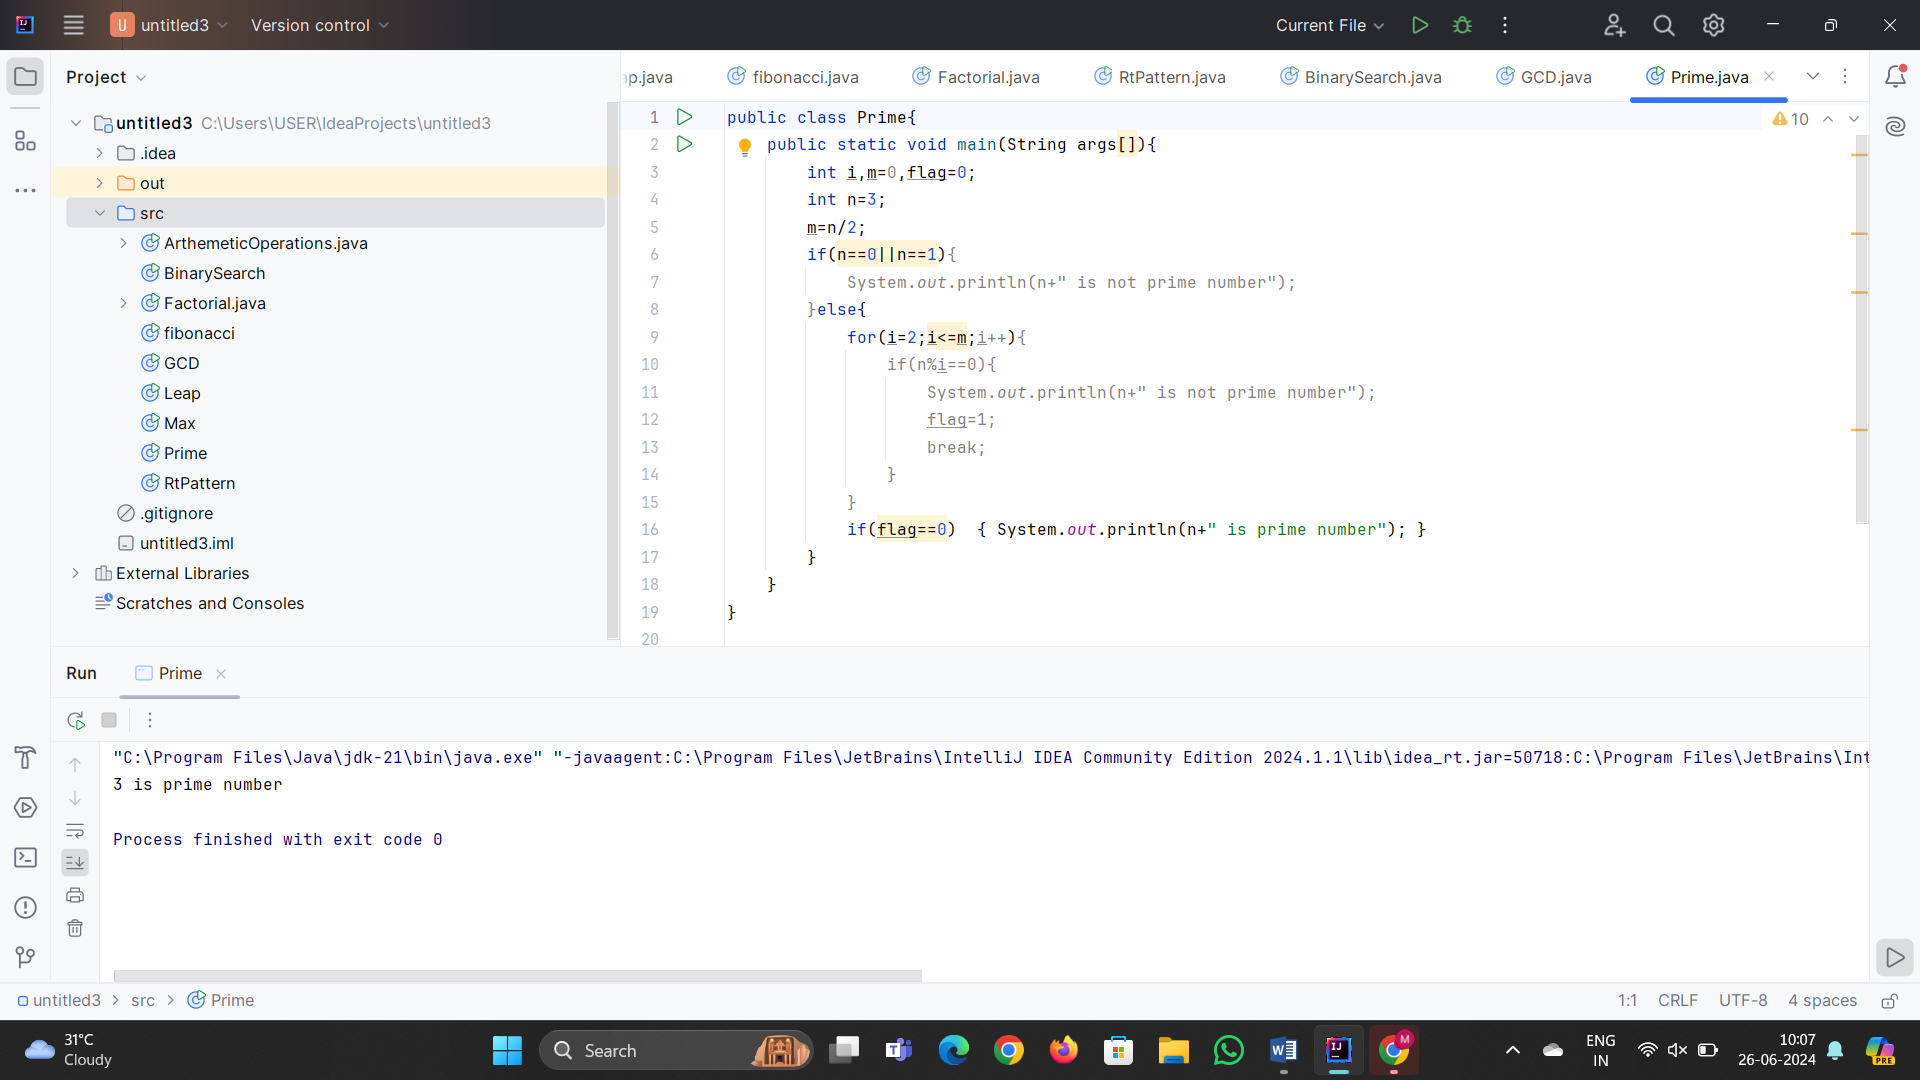 U untitled3 Version control Current File
Project
ap.java fibonacci.java Factorial.java RtPattern.java BinarySearch.java GCD.java Prime.java
untitled3 C:\Users\USER\IdeaProjects\untitled3
.idea
out
src
ArthemeticOperations.java
BinarySearch
Factorial.java
fibonacci
GCD
Leap
Max
Prime
RtPattern
.gitignore
untitled3.iml
External Libraries
Scratches and Consoles
10
1 public class Prime{
2 public static void main(String args[]){
3 int i,m=0,flag=0;
4 int n=3;
5 m=n/2;
6 if(n==0||n==1){
7 System.out.println(n+" is not prime number");
8 }else{
9 for(i=2;i<=m;i++){
10 if(n%i==0){
11 System.out.println(n+" is not prime number");
12 flag=1;
13 break;
14 }
15 }
16 if(flag==0)  { System.out.println(n+" is prime number"); }
17 }
18 }
19 }
20
Run Prime
"C:\Program Files\Java\jdk-21\bin\java.exe" "-javaagent:C:\Program Files\JetBrains\IntelliJ IDEA Community Edition 2024.1.1\lib\idea_rt.jar=50718:C:\Program Files\JetBrains\Int
3 is prime number
Process finished with exit code 0
untitled3 > src > Prime 1:1 CRLF UTF-8 4 spaces
31°C
Cloudy
Search
ENG
IN
10:07
26-06-2024
M
PRE